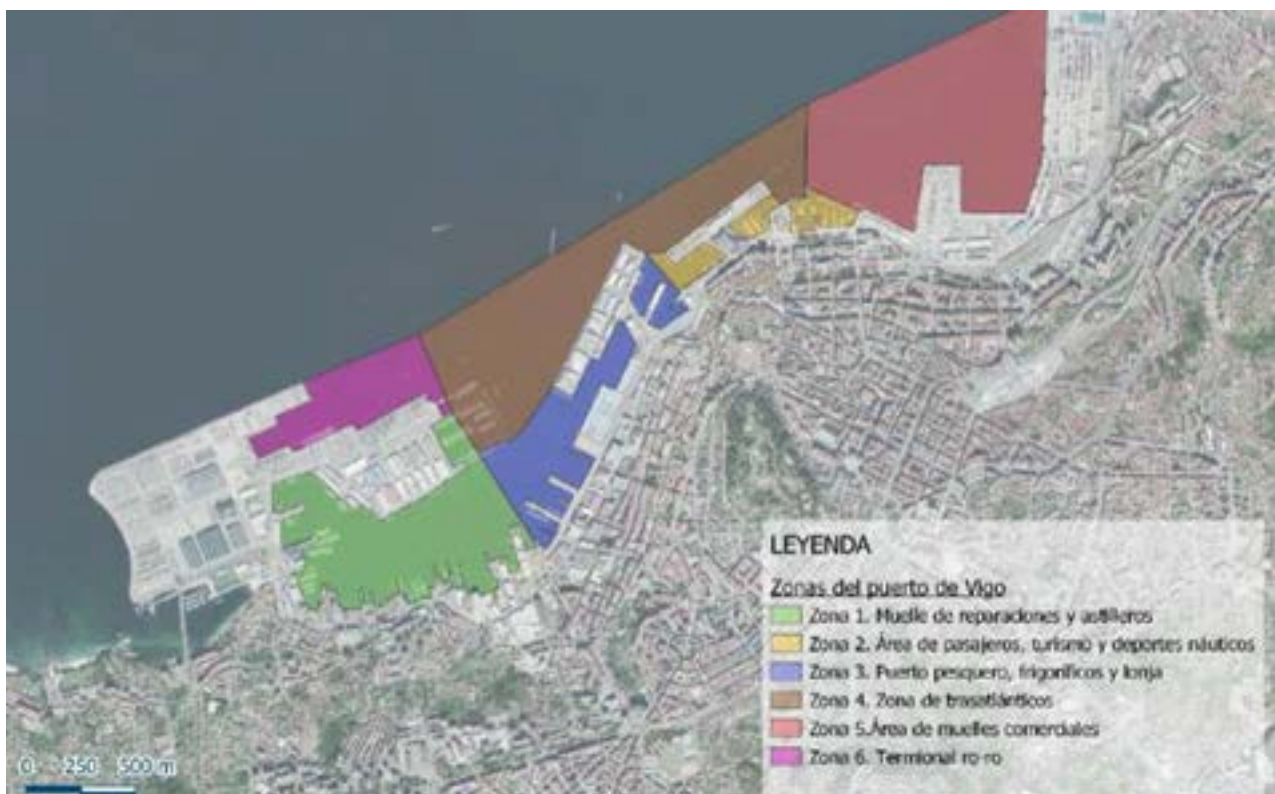 LEYENDA
Zonas del puerto de Vigo
Zona 1. Muelle de reparaciones y astilleros
Zona 2. Área de pasajeros, turismo y deportes náuticos
Zona 3. Puerto pesquero, frigoríficos y lonja
Zona 4. Zona de trasatlánticos
Zona 5.Área de muelles comerciales
Zona 6. Termional ro-ro
0 250 500 m